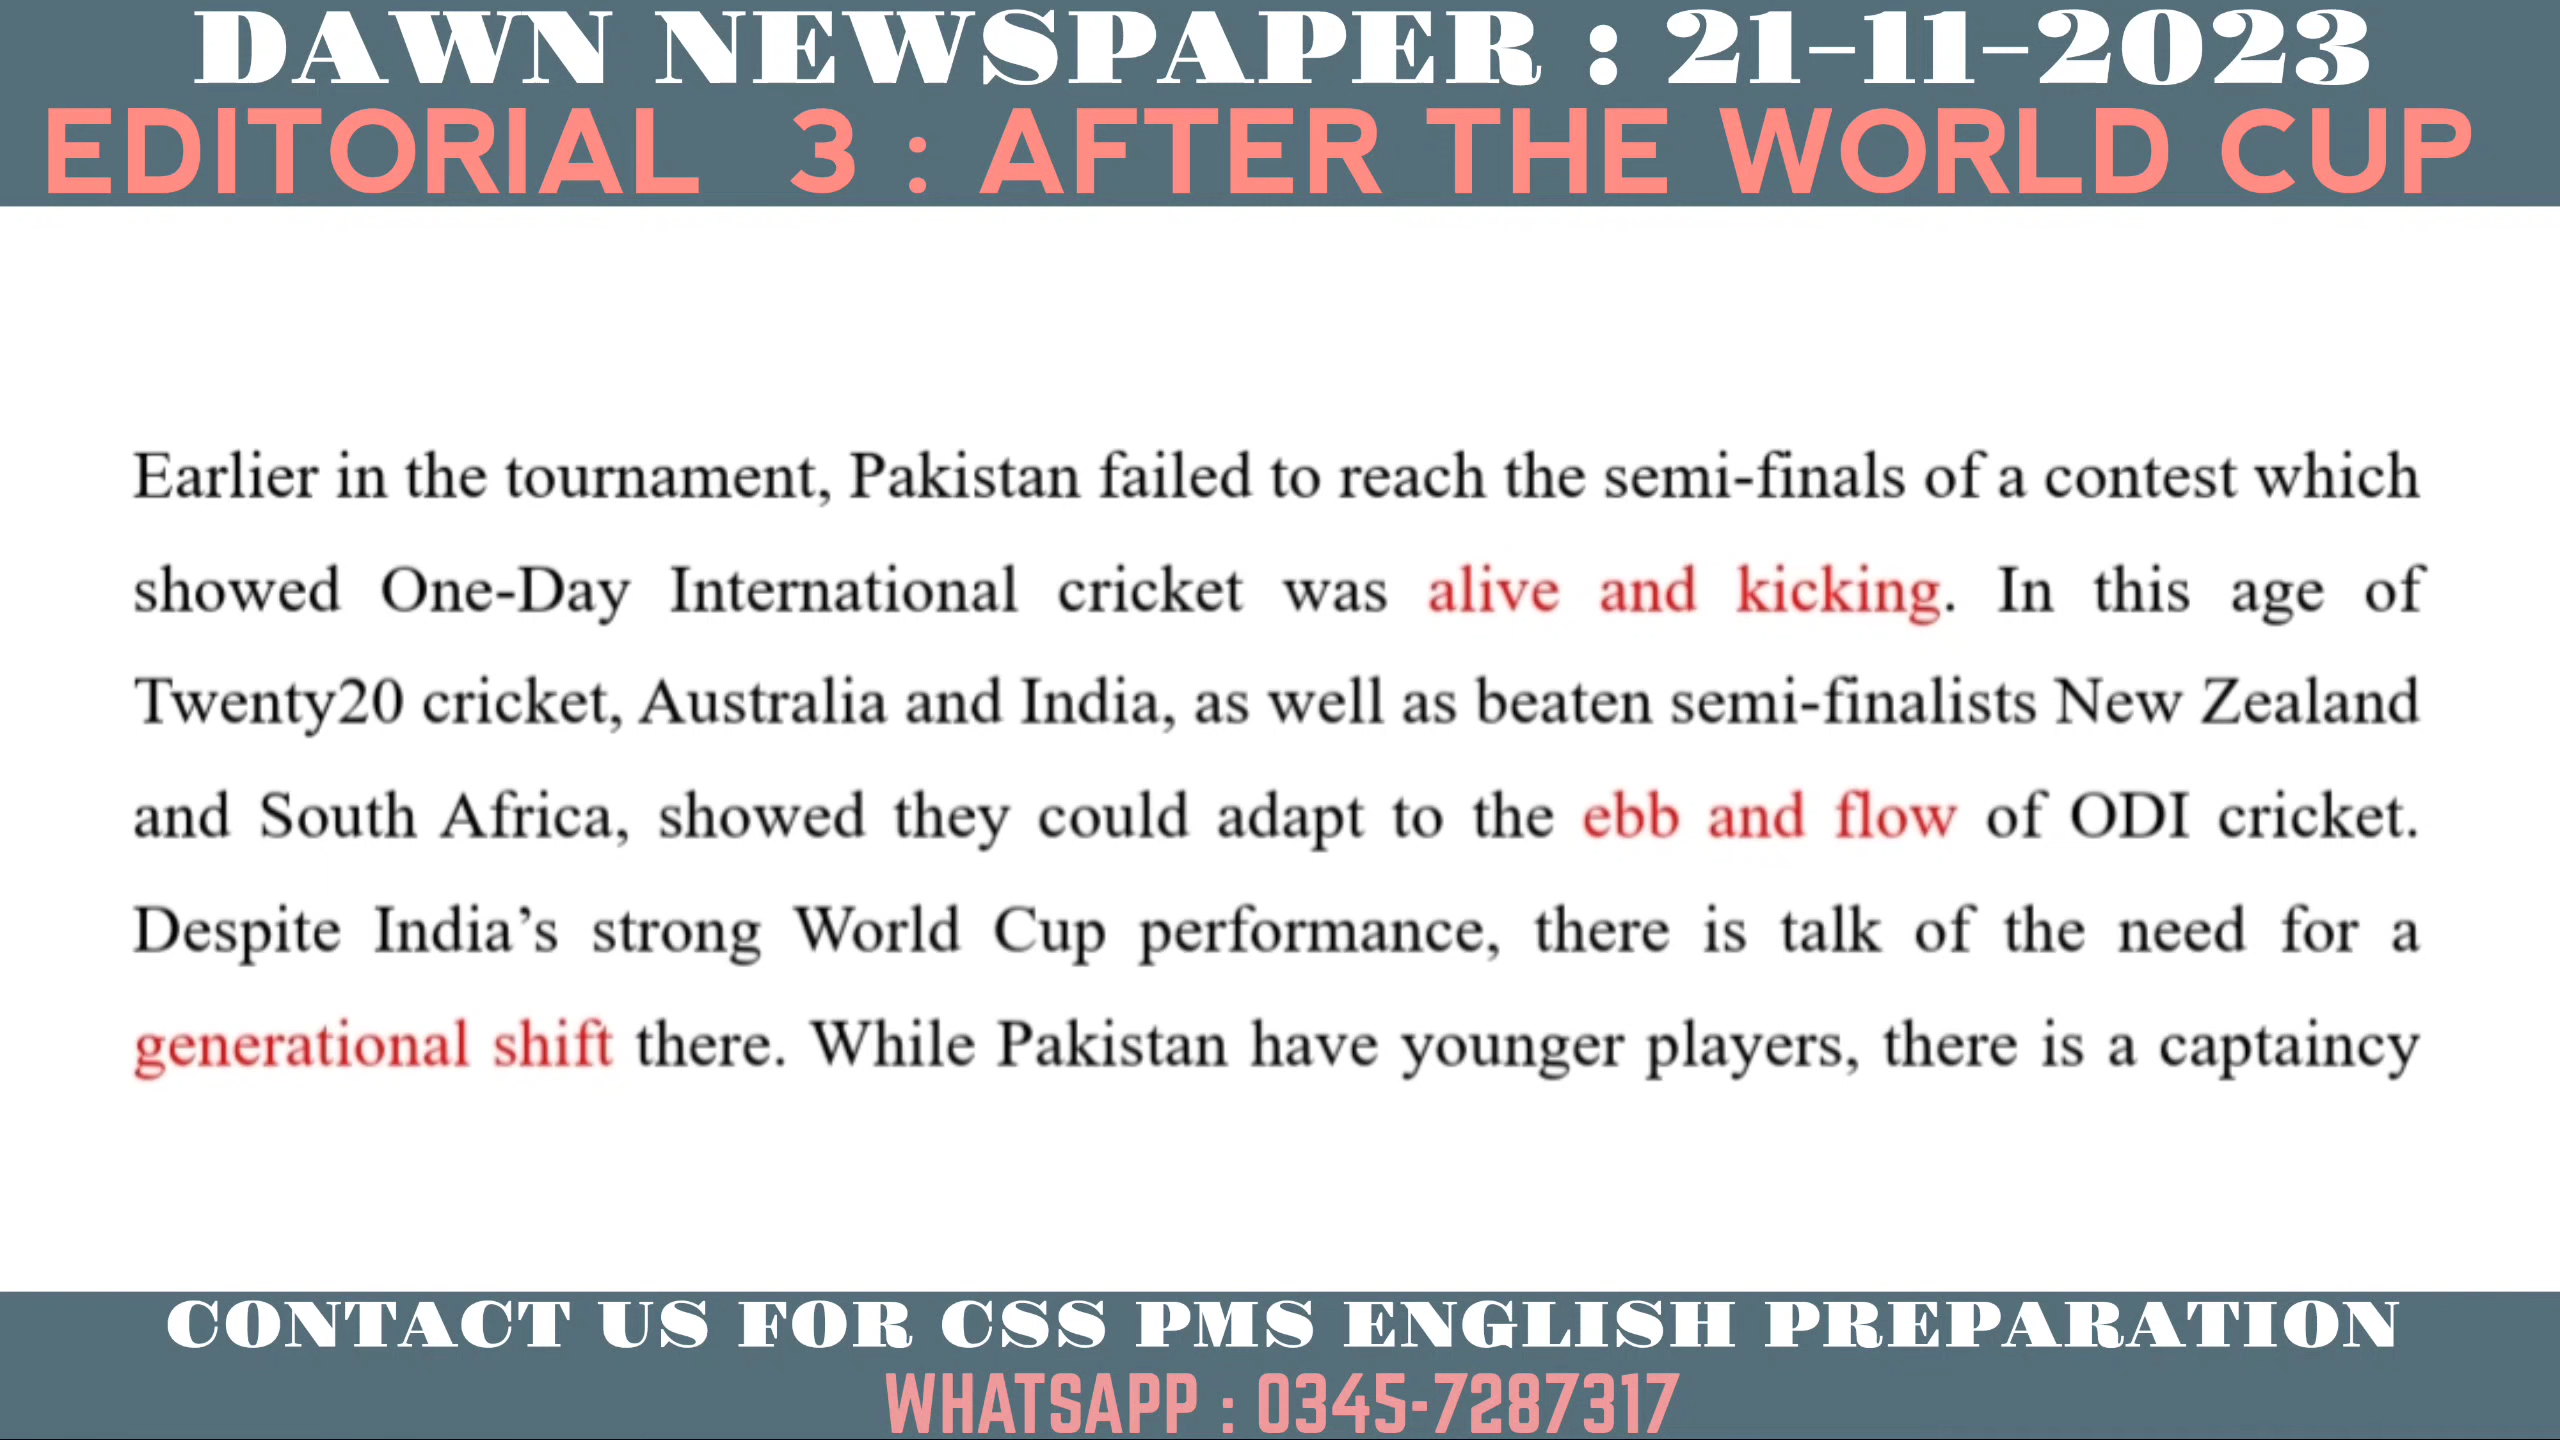 DAWN NEWSPAPER : 21-11-2023
EDITORIAL 3 : AFTER THE WORLD CUP
Earlier in the tournament, Pakistan failed to reach the semi-finals of a contest which
showed One-Day International cricket was alive and kicking. In this age of
Twenty20 cricket, Australia and India, as well as beaten semi-finalists New Zealand
and South Africa, showed they could adapt to the ebb and flow of ODI cricket.
Despite India’s strong World Cup performance, there is talk of the need for a
generational shift there. While Pakistan have younger players, there is a captaincy
CONTACT US FOR CSS PMS ENGLISH PREPARATION
WHATSAPP : 0345-7287317